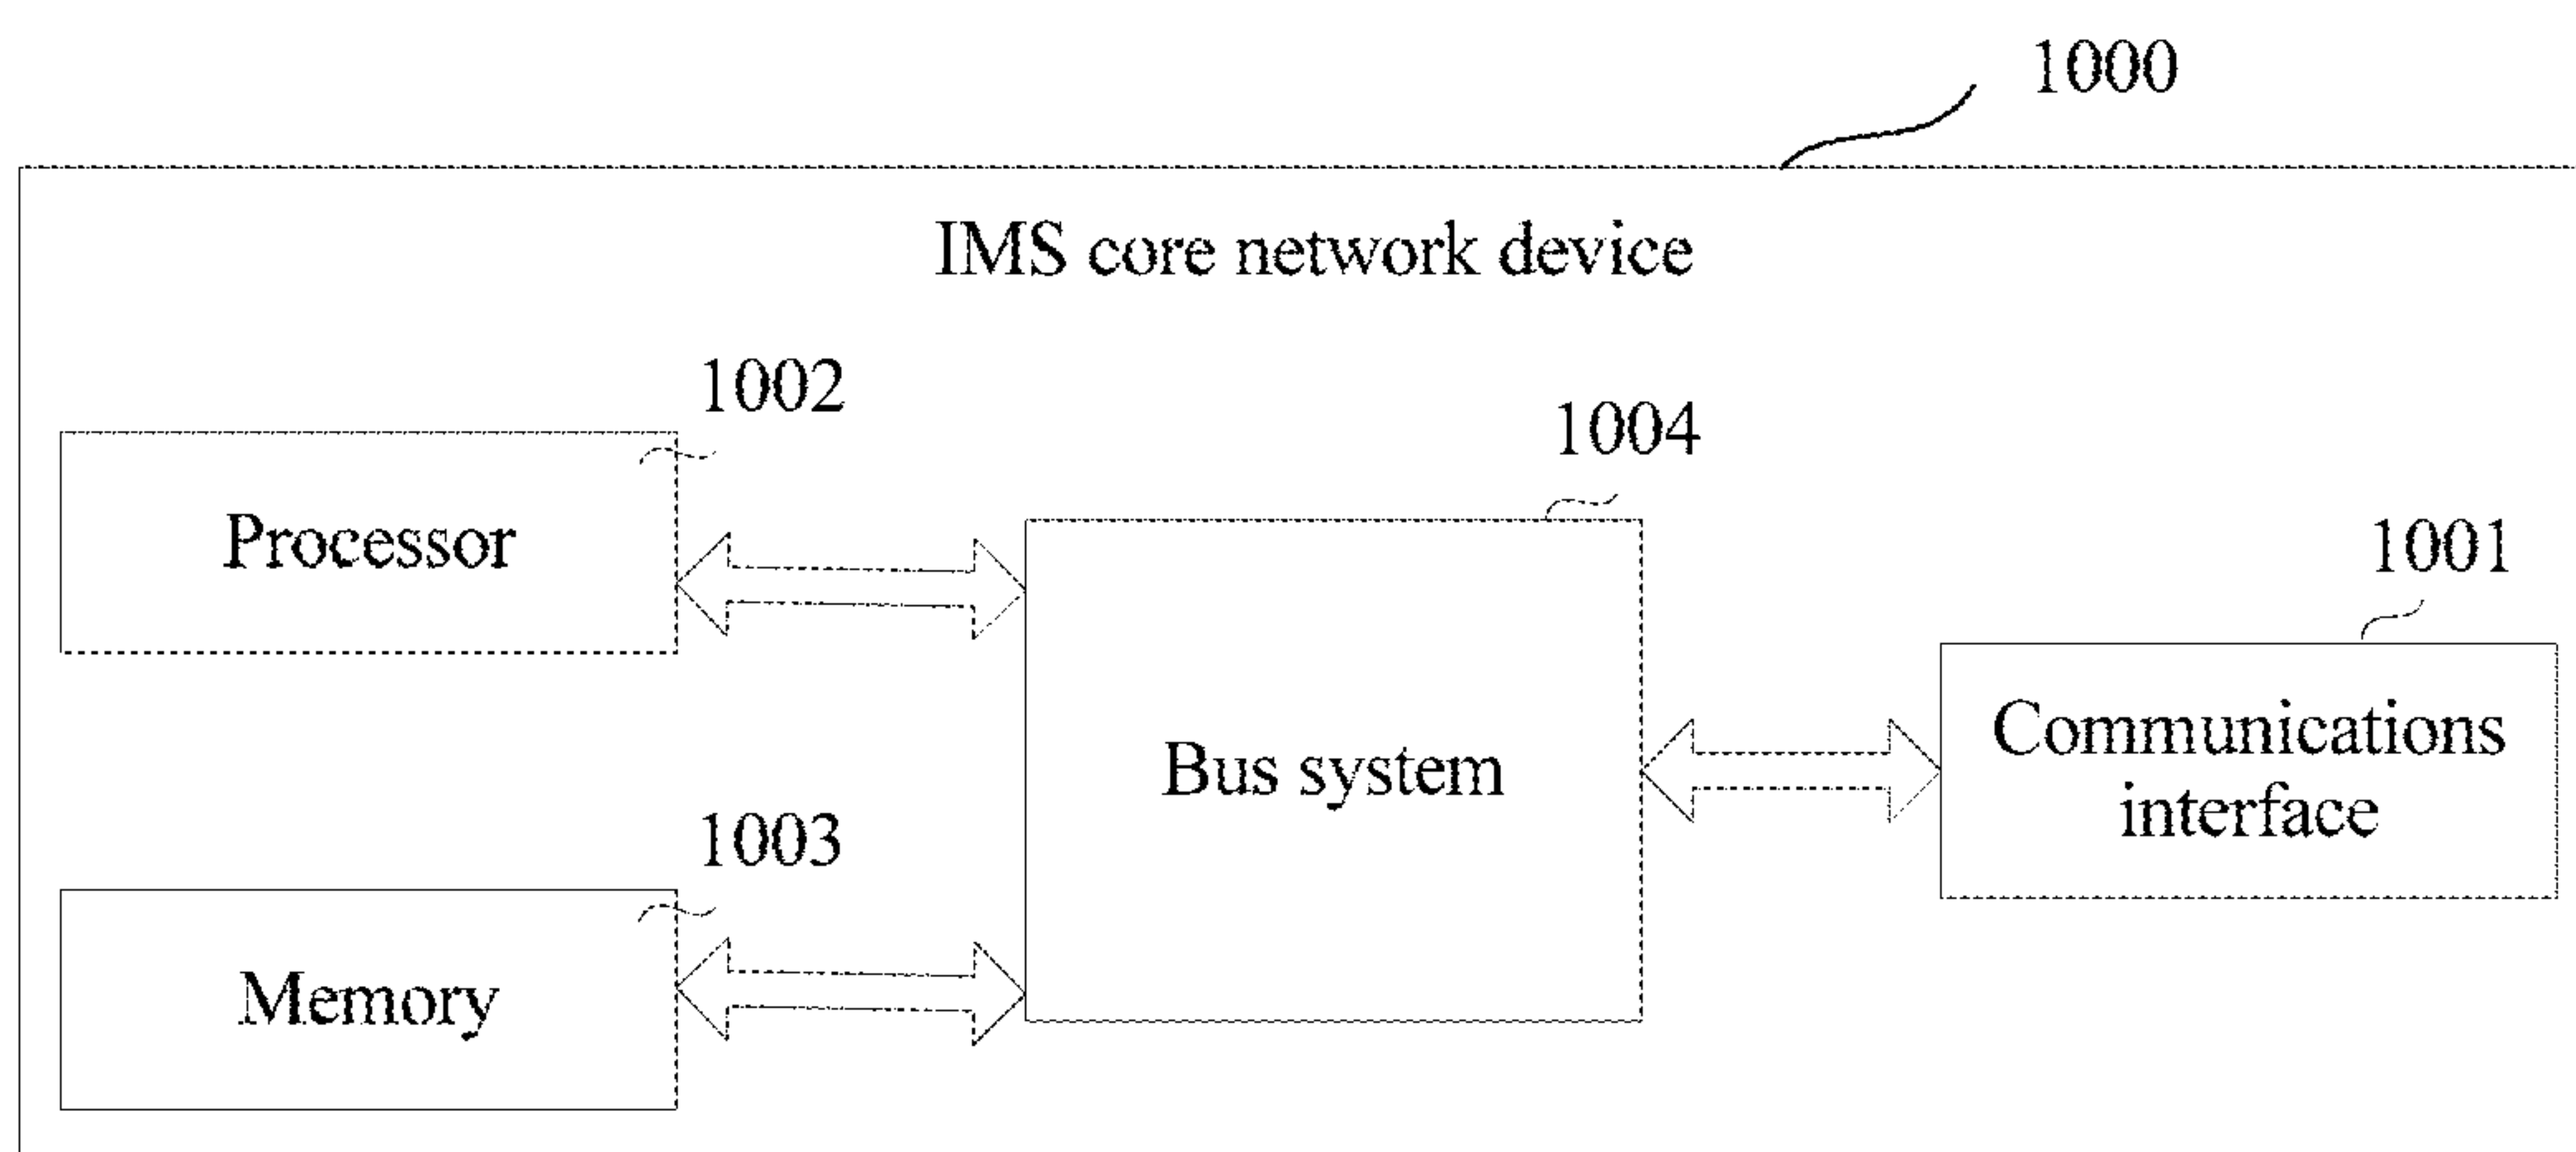 1000
IMS core network device
1002
1004
Processor
1001
Bus system
Communications
interface
1003
Memory